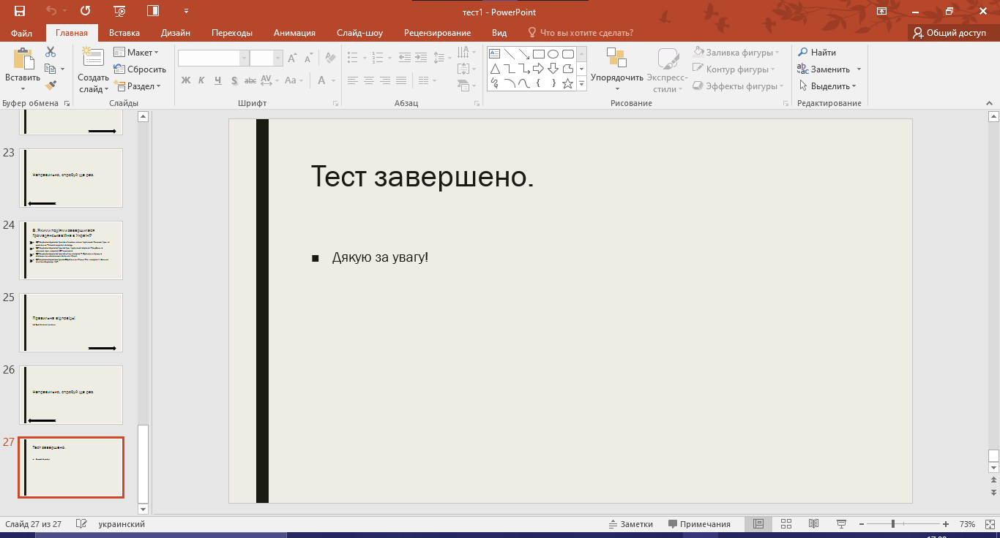 тест1 - PowerPoint
Файл
Главная
Вставка
Дизайн
Переходы
Анимация
Слайд-шоу
Рецензирование
Вид
Что вы хотите сделать?
Общий доступ
Вставить
Буфер обмена
Создать
слайд
Макет
Сбросить
Раздел
Слайды
Ж К Ч S abc AV Aa A
Шрифт
Абзац
Упорядочить
Экспресс-
стили
Заливка фигуры
Контур фигуры
Эффекты фигуры
Рисование
Найти
Заменить
Выделить
Редактирование
23
Неправильно, спробуй ще раз.
24
8. Якими подіями завершилася
Громадянська війна в Україні?
25
Правильна відповідь!
26
Неправильно, спробуй ще раз.
27
Тест завершено.
Тест завершено.
Дякую за увагу!
Слайд 27 из 27
украинский
Заметки
Примечания
73%